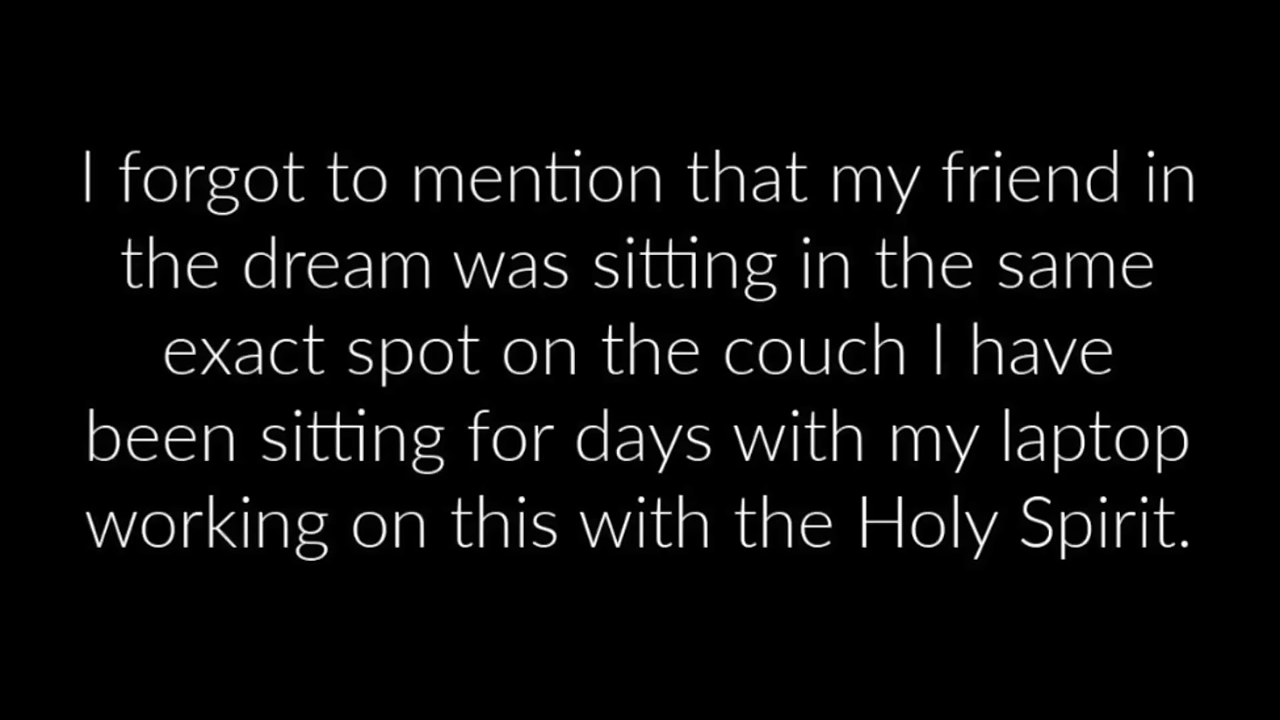 I forgot to mention that my friend in
the dream was sitting in the same
exact spot on the couch I have
been sitting for days with my laptop
working on this with the Holy Spirit.